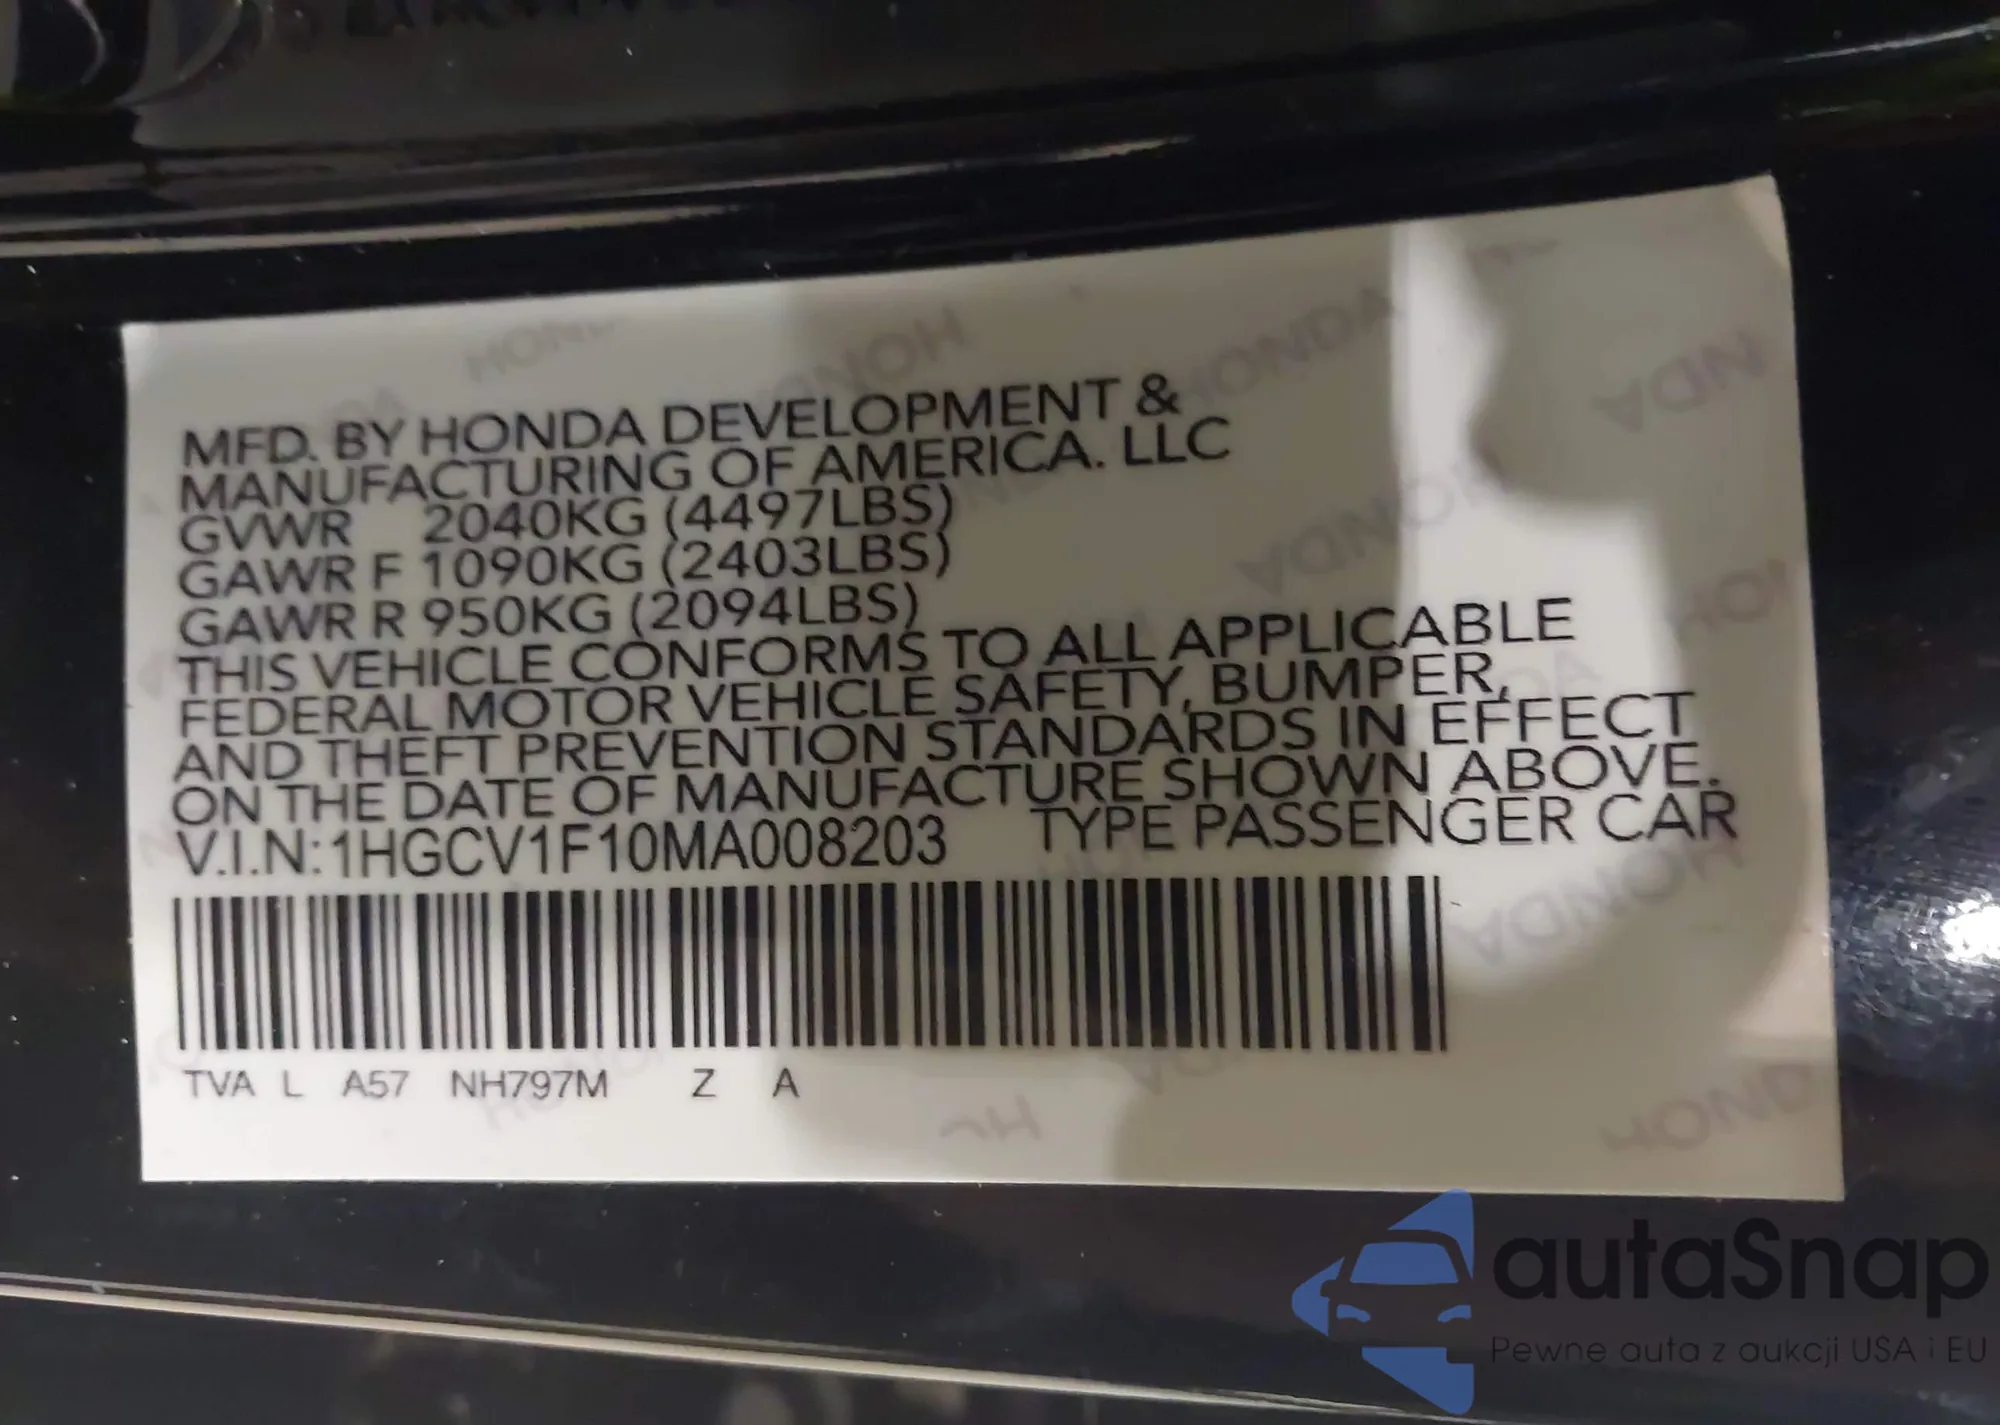 MFD. BY HONDA DEVELOPMENT &
MANUFACTURING OF AMERICA. LLC
GVWR 2040KG (4497LBS)
GAWR F 1090KG (2403LBS)
GAWR R 950KG (2094LBS)
THIS VEHICLE CONFORMS TO ALL APPLICABLE
FEDERAL MOTOR VEHICLE SAFETY, BUMPER,
AND THEFT PREVENTION STANDARDS IN EFFECT
ON THE DATE OF MANUFACTURE SHOWN ABOVE.
V.I.N:1HGCV1F10MA008203 TYPE PASSENGER CAR
TVA L A57 NH797M Z A
autaSnap
Pewne auta z aukcji USA i EU